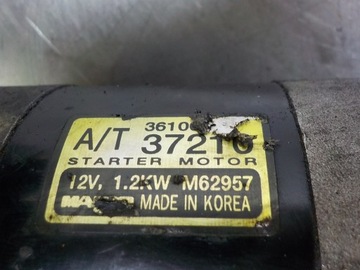 36100
A/T 37210
STARTER MOTOR
12V, 1.2KW M62957
MADE IN KOREA